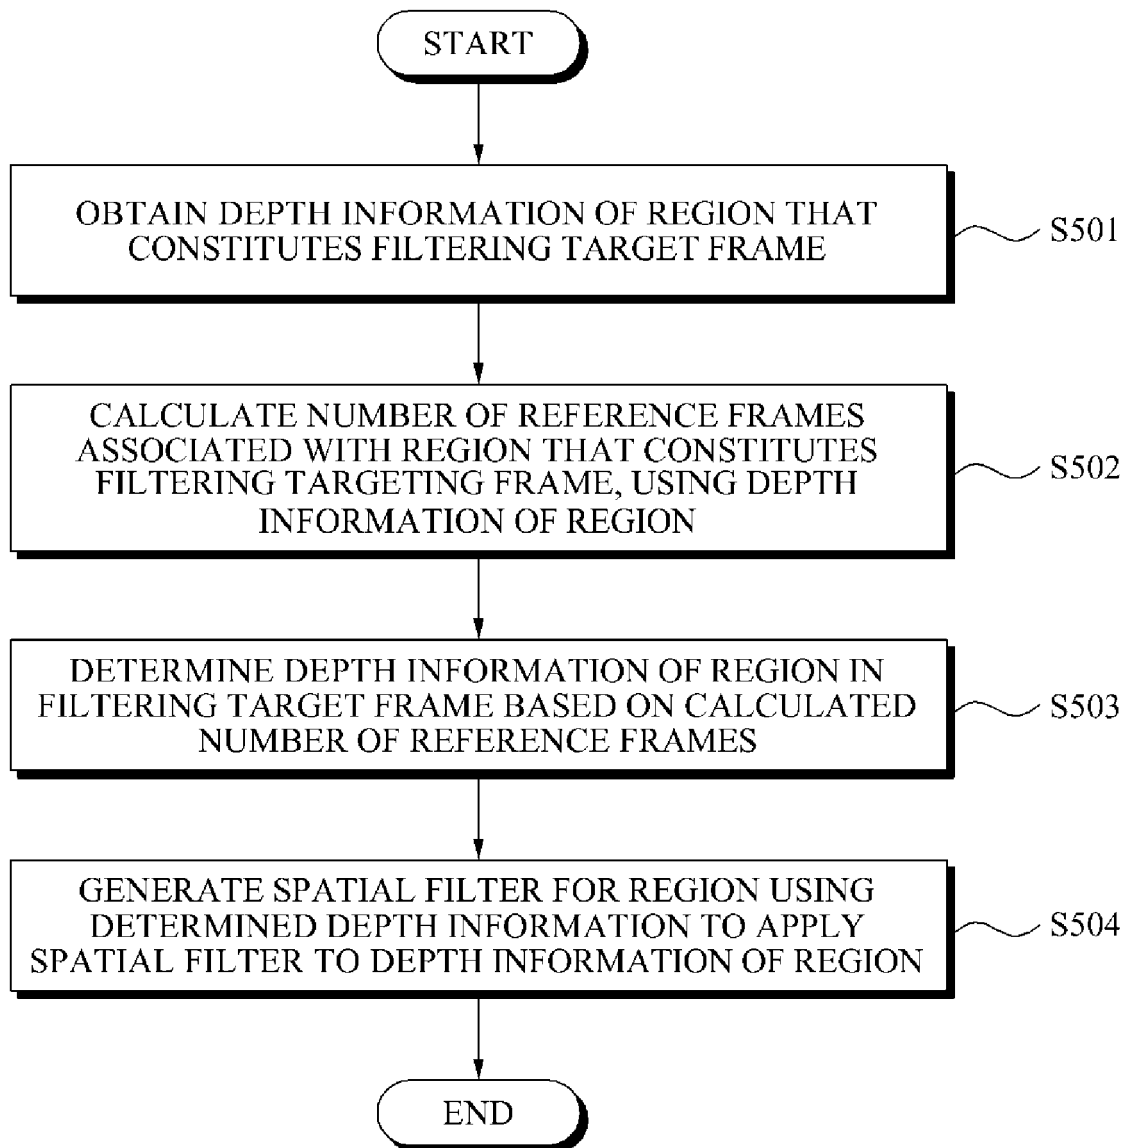 START
OBTAIN DEPTH INFORMATION OF REGION THAT
CONSTITUTES FILTERING TARGET FRAME
S501
CALCULATE NUMBER OF REFERENCE FRAMES
ASSOCIATED WITH REGION THAT CONSTITUTES
FILTERING TARGETING FRAME, USING DEPTH
INFORMATION OF REGION
S502
DETERMINE DEPTH INFORMATION OF REGION IN
FILTERING TARGET FRAME BASED ON CALCULATED
NUMBER OF REFERENCE FRAMES
S503
GENERATE SPATIAL FILTER FOR REGION USING
DETERMINED DEPTH INFORMATION TO APPLY
SPATIAL FILTER TO DEPTH INFORMATION OF REGION
S504
END